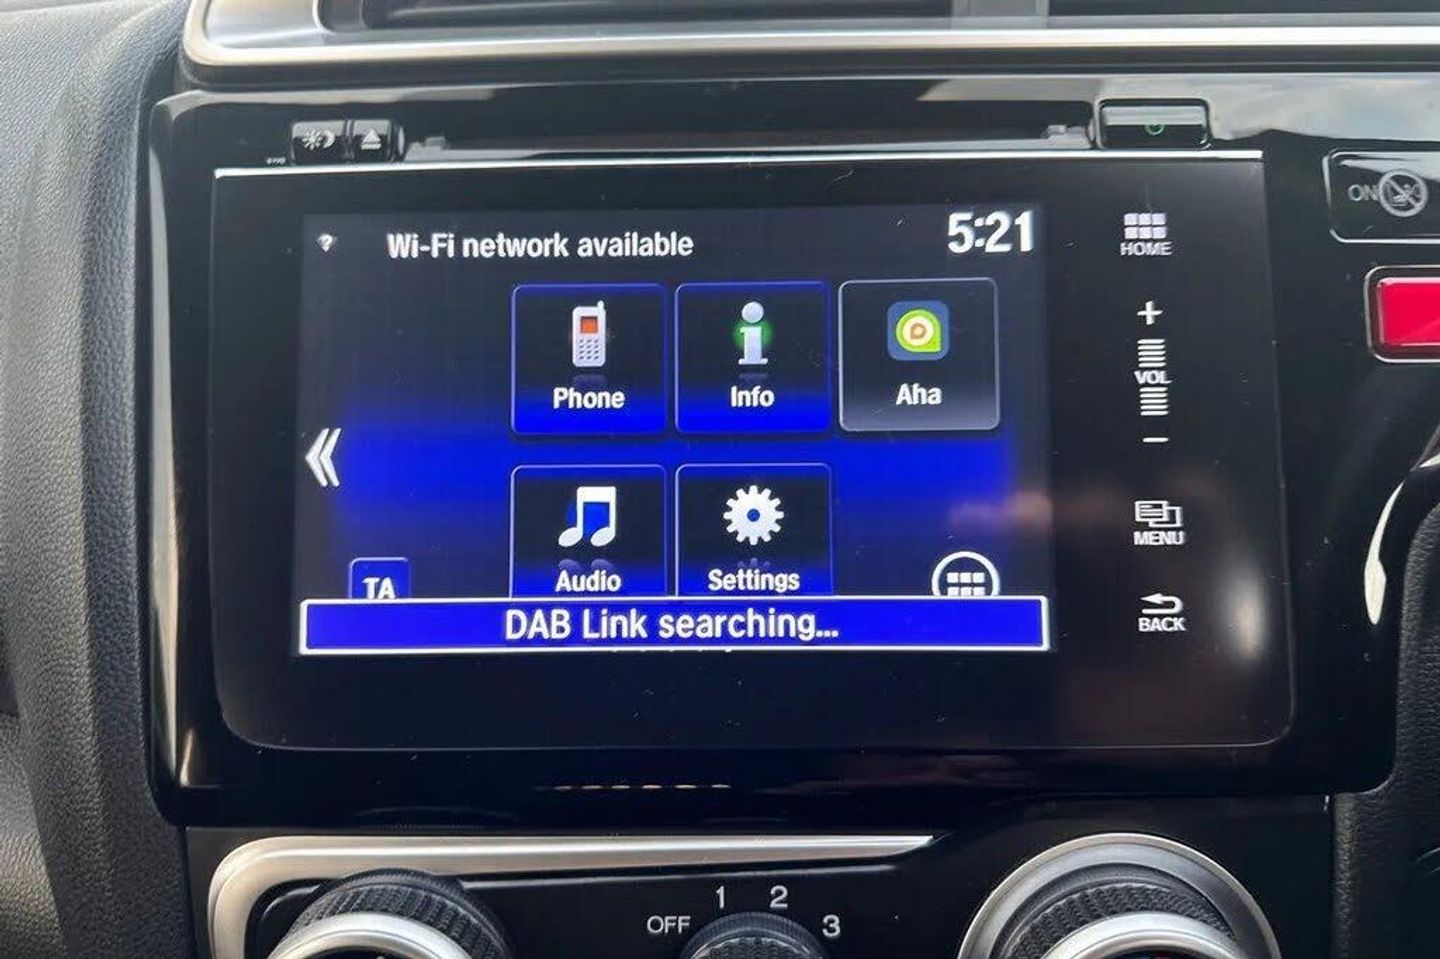 ? Wi-Fi network available 5:21
HOME
ON
Phone Info Aha
+
VOL
-
TA Audio Settings
MENU
DAB Link searching...
BACK
OFF 1 2 3